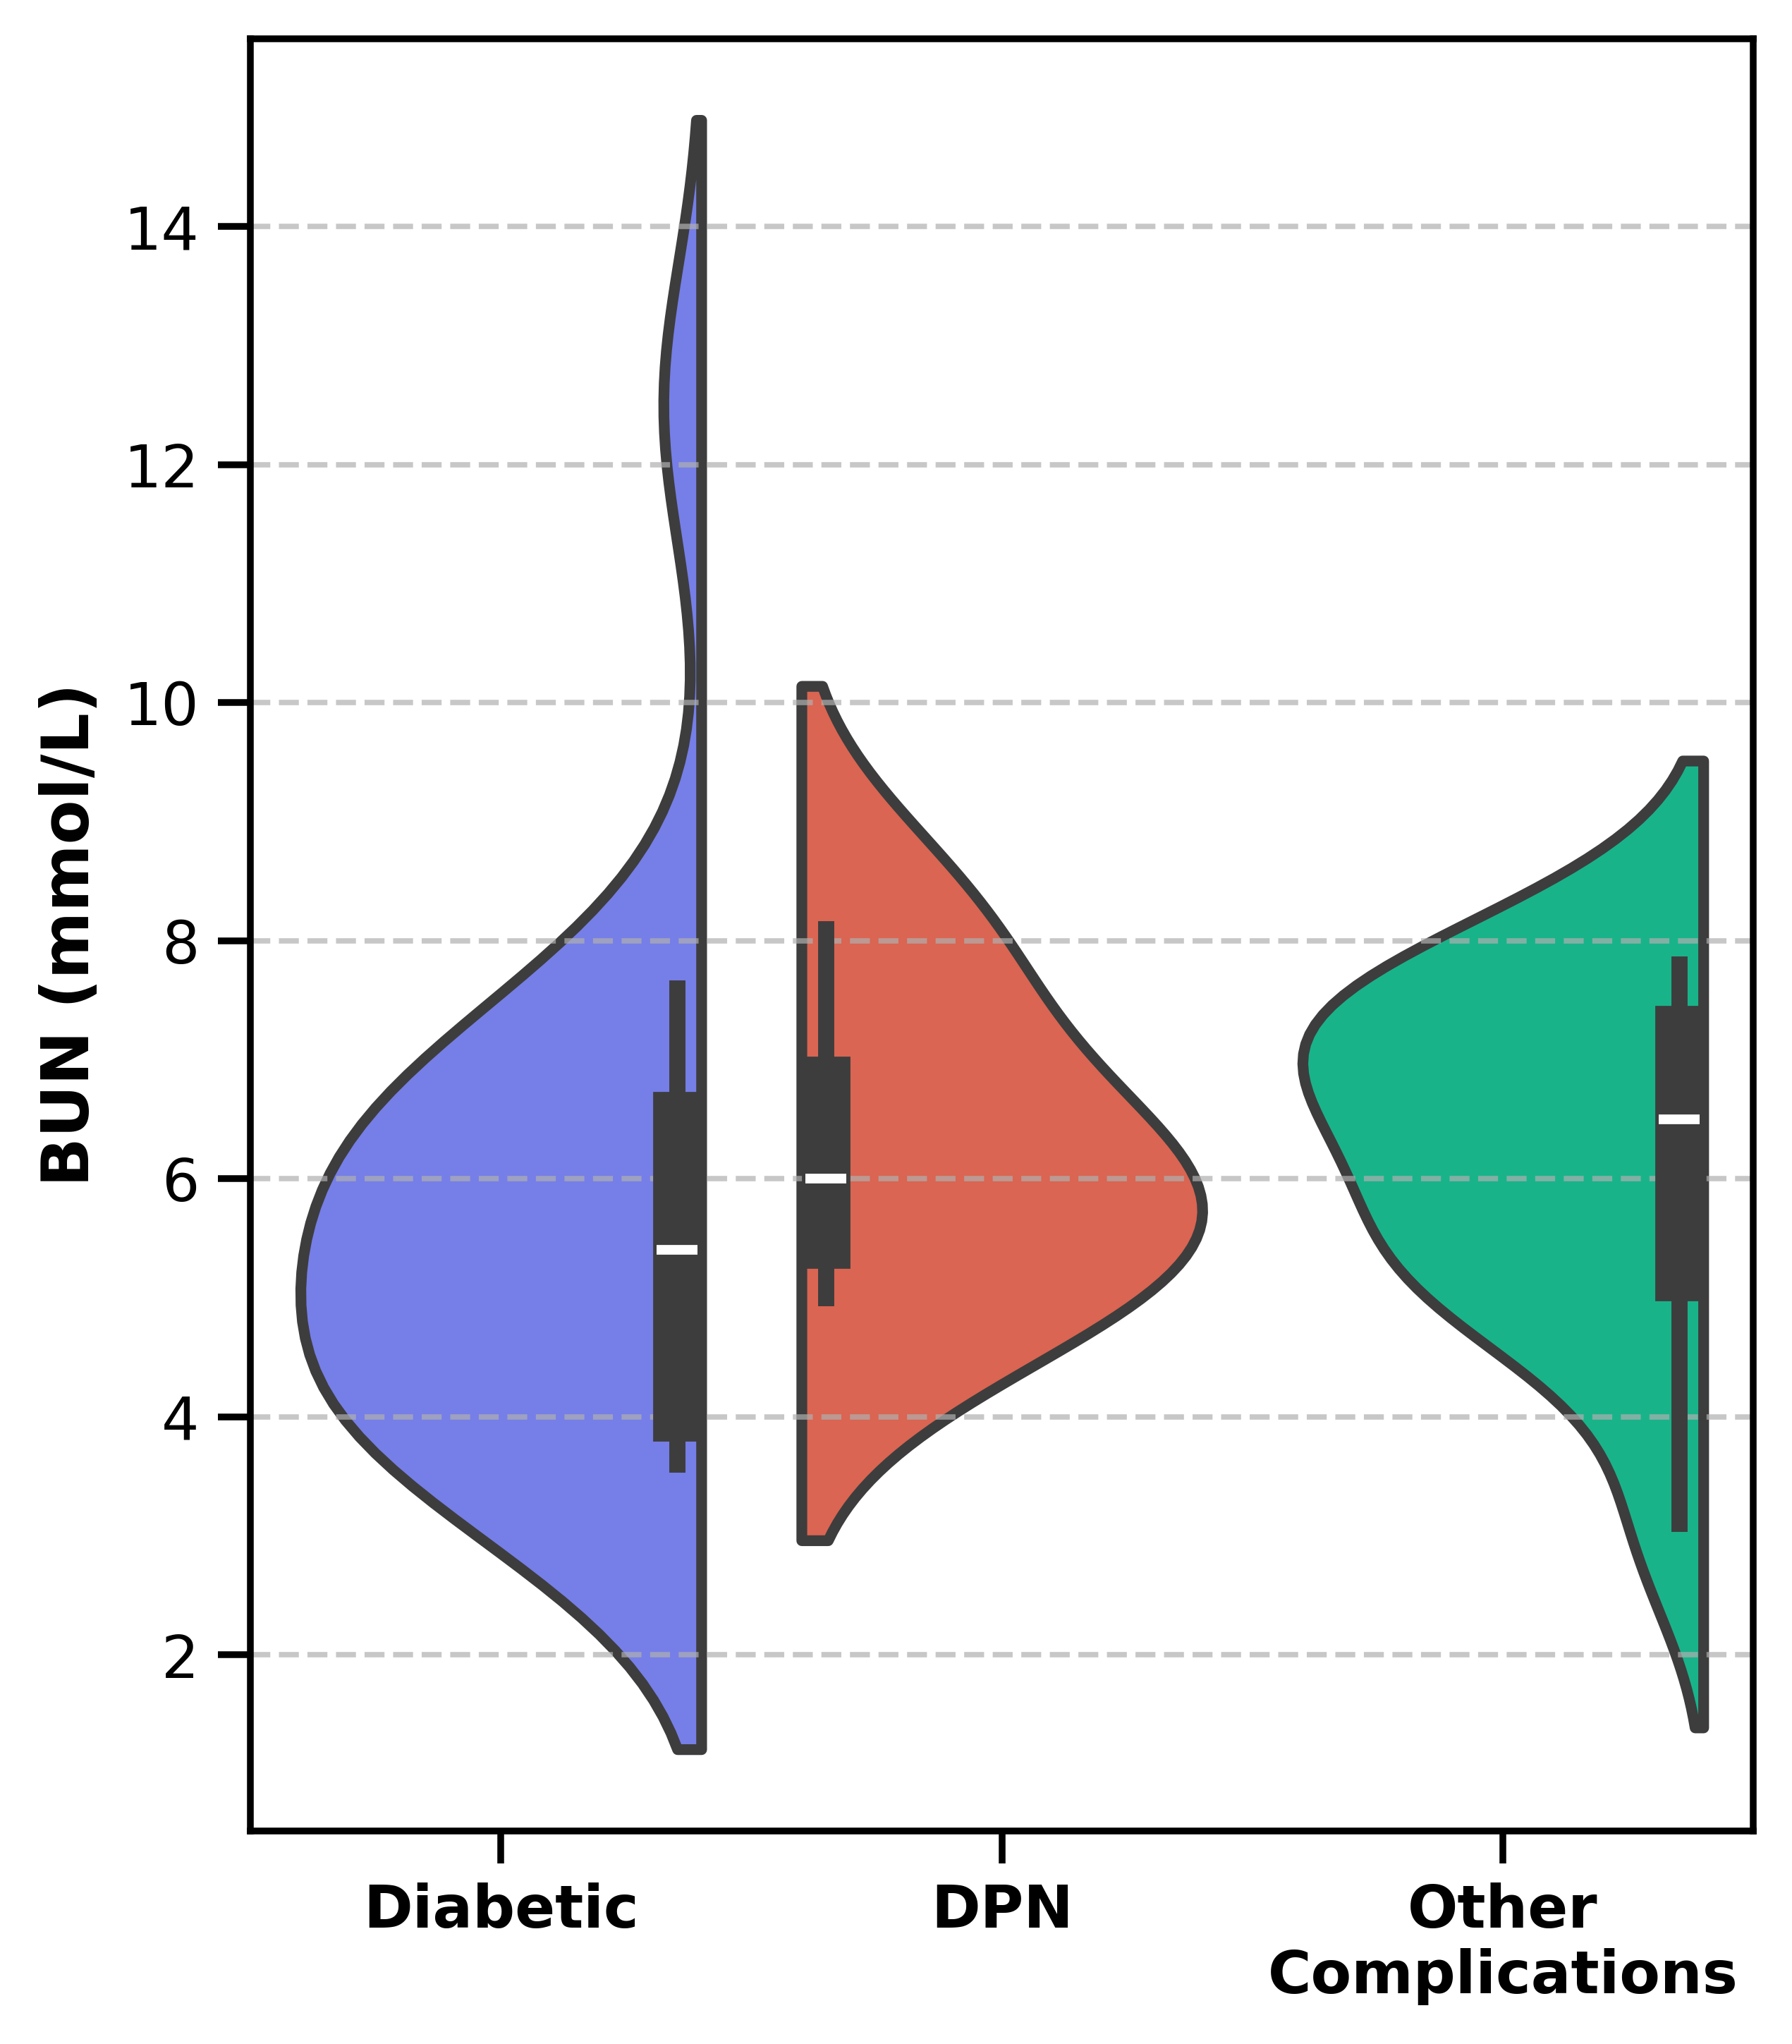 BUN (mmol/L)
14
12
10
8
6
4
2
Diabetic
DPN
Other
Complications